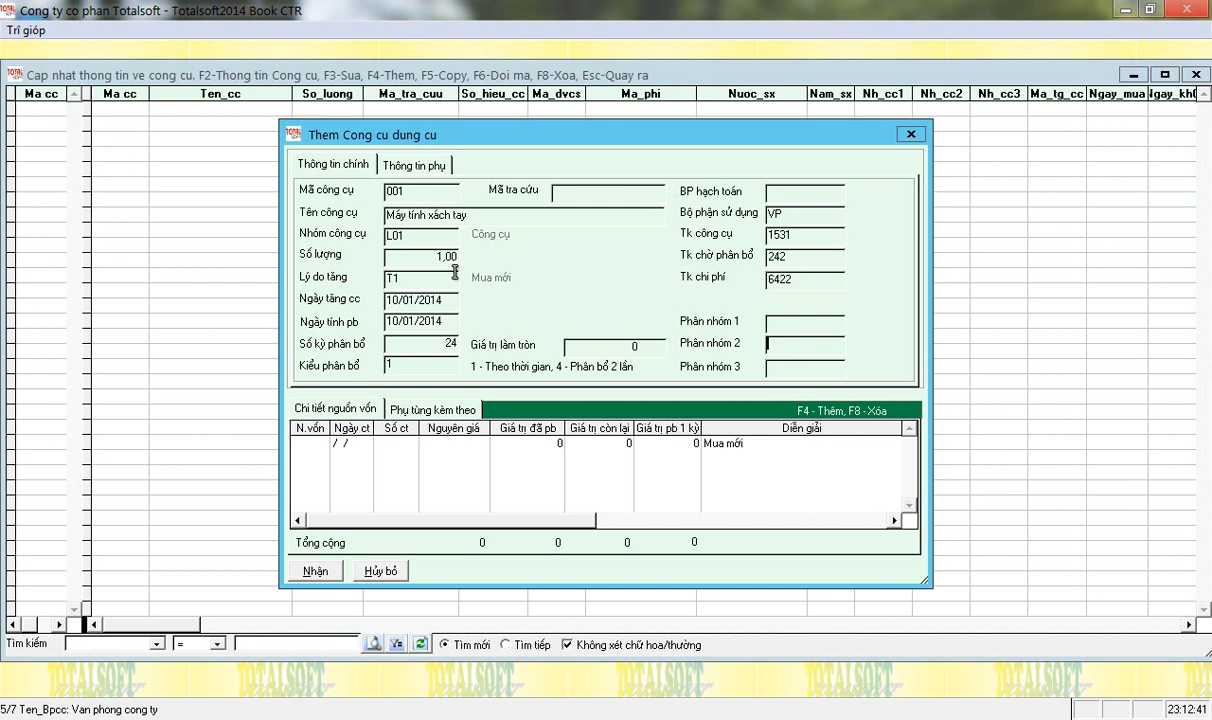 Cong ty co phan Totalsoft - Totalsoft2014 Book CTR
Trî gióp
Cap nhat thong tin ve cong cu. F2-Thong tin Cong cu, F3-Sua, F4-Them, F5-Copy, F6-Doi ma, F8-Xoa, Esc-Quay ra
Ma cc Ma cc Ten_cc So_luong Ma_tra_cuu So_hieu_cc Ma_dvcs Ma_phi Nuoc_sx Nam_sx Nh_cc1 Nh_cc2 Nh_cc3 Ma_tg_cc Ngay_mua
Them Cong cu dung cu
Thông tin chính Thông tin phụ
Mã công cụ 001 Mã tra cứu BP hạch toán
Tên công cụ Máy tính xách tay Bộ phận sử dụng VP
Nhóm công cụ L01 Công cụ Tk công cụ 1531
Số lượng 1,00 Tk chờ phân bổ 242
Lý do tăng T1 Mua mới Tk chi phí 6422
Ngày tăng cc 10/01/2014
Ngày tính pb 10/01/2014 Phân nhóm 1
Số kỳ phân bổ 24 Giá trị làm tròn 0 Phân nhóm 2
Kiểu phân bổ 1 1 - Theo thời gian, 4 - Phân bổ 2 lần Phân nhóm 3
Chi tiết nguồn vốn Phụ tùng kèm theo F4 - Thêm, F8 - Xóa
N.vốn Ngày ct Số ct Nguyên giá Giá trị đã pb Giá trị còn lại Giá trị pb 1 kỳ Diễn giải
/ / 0 0 0 Mua mới
Tổng cộng 0 0 0 0
Nhận Hủy bỏ
Tìm kiếm = Tìm mới Tìm tiếp Không xét chữ hoa/thường
TOTALSOFT TOTALSOFT TOTALSOFT TOTALSOFT TOTALSOFT TOTALSOFT
5/7 Ten_Bpcc: Van phong cong ty 23:12:41